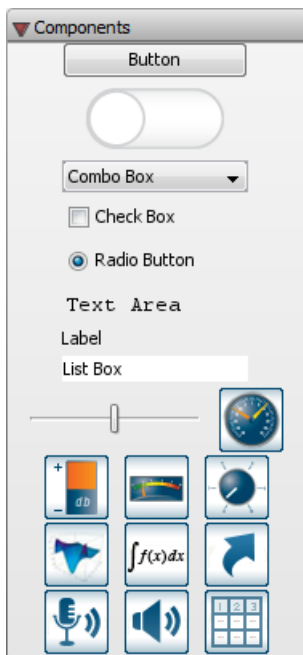 Components
Button
Combo Box
Check Box
Radio Button
Text Area
Label
List Box
+
db
−
∫f(x)dx
1 2 3